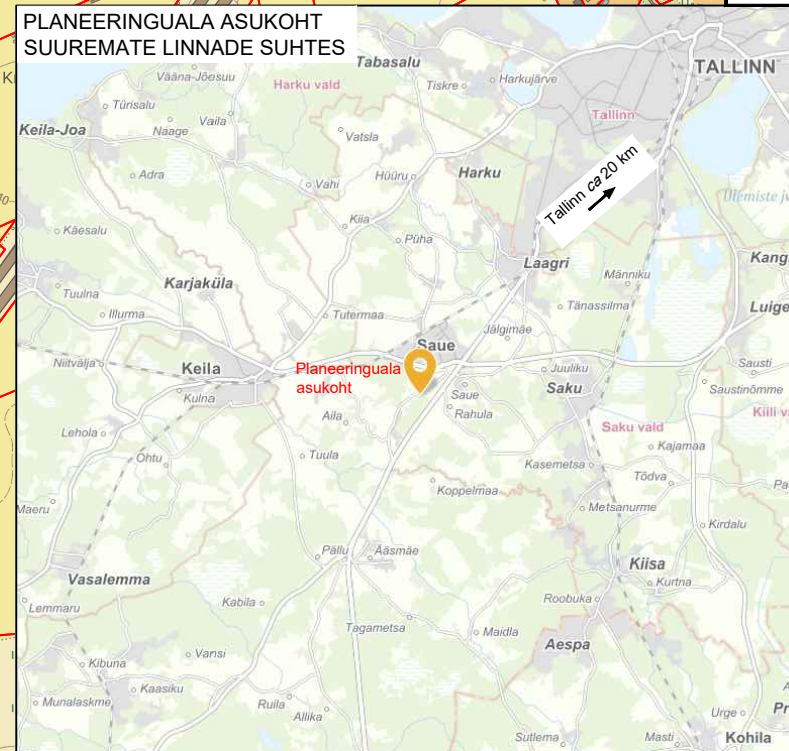 PLANEERINGUALA ASUKOHT
SUUREMATE LINNADE SUHTES
Tabasalu
TALLINN
Vääna-Jõesuu
Harku vald
Tiskre
Harkujärve
Türisalu
Vaila
Tallinn
Keila-Joa
Naage
Vatsla
Adra
Vahi
Hüüru
Harku
Tallinn ca 20 km
Kiia
Käesalu
Püha
Laagri
Männiku
Karjaküla
Tuulna
Illurma
Tutermaa
Tänassilma
Luige
Jälgimäe
Saue
Niitvälja
Keila
Planeeringuala
asukoht
Juuliku
Sausti
Kulna
Saue
Saku
Saustinõmme
Aila
Rahula
Lehola
Saku vald
Tuula
Kajamaa
Ohtu
Kasemetsa
Koppelmaa
Tõdva
Metsanurme
Maeru
Kirdalu
Pällu
Ääsmäe
Kiisa
Vasalemma
Kurtna
Lemmaru
Kabila
Roobuka
Tagametsa
Maidla
Aespa
Vansi
Kibuna
Kaasiku
Munalaskme
Ruila
Allika
Urge
Sutlema
Masti
Kohila